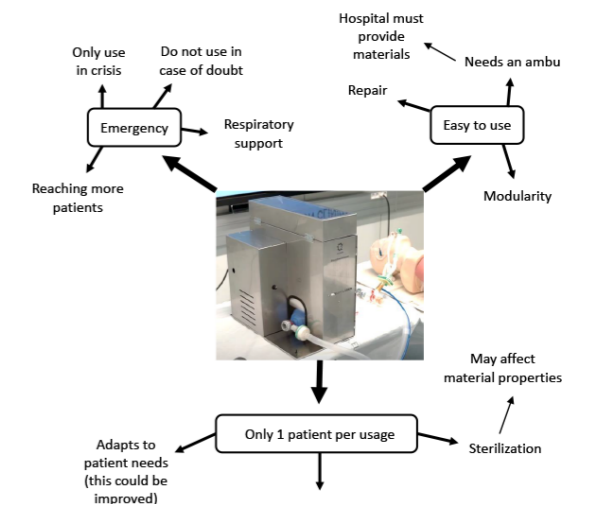 Hospital must
provide
materials
Only use
in crisis
Do not use in
case of doubt
Needs an ambu
Repair
Emergency
Respiratory
support
Easy to use
Reaching more
patients
Modularity
May affect
material properties
Only 1 patient per usage
Adapts to
patient needs
(this could be
improved)
Sterilization